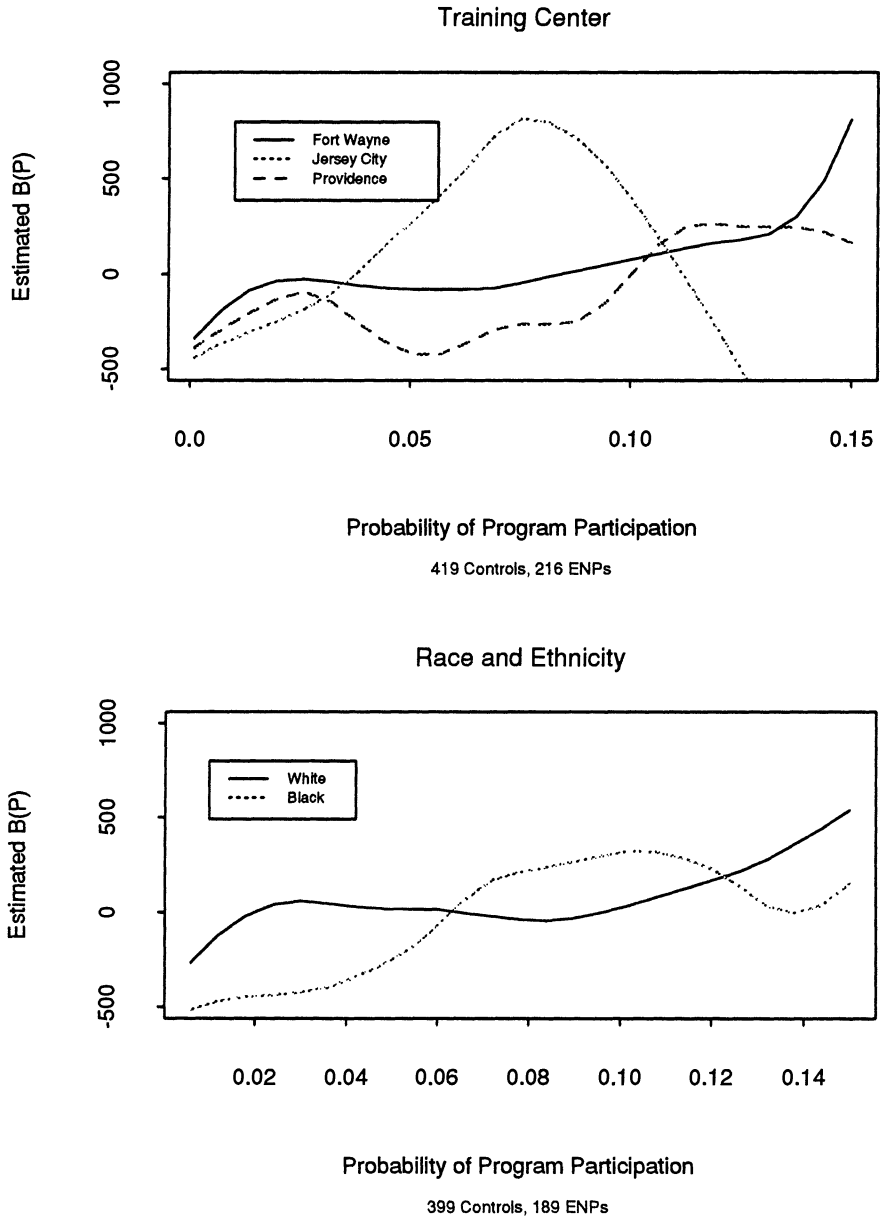 Training Center
Estimated B(P)
1000
500
0
-500
Fort Wayne
Jersey City
Providence
0.0 0.05 0.10 0.15
Probability of Program Participation
419 Controls, 216 ENPs
Race and Ethnicity
Estimated B(P)
1000
500
0
-500
White
Black
0.02 0.04 0.06 0.08 0.10 0.12 0.14
Probability of Program Participation
399 Controls, 189 ENPs